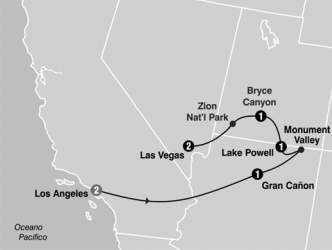 Bryce
Canyon
1
Zion
Nat'l Park
Monument
Valley
2
1
Las Vegas
Lake Powell
1
Gran Cañon
Los Angeles
2
Oceano
Pacifico